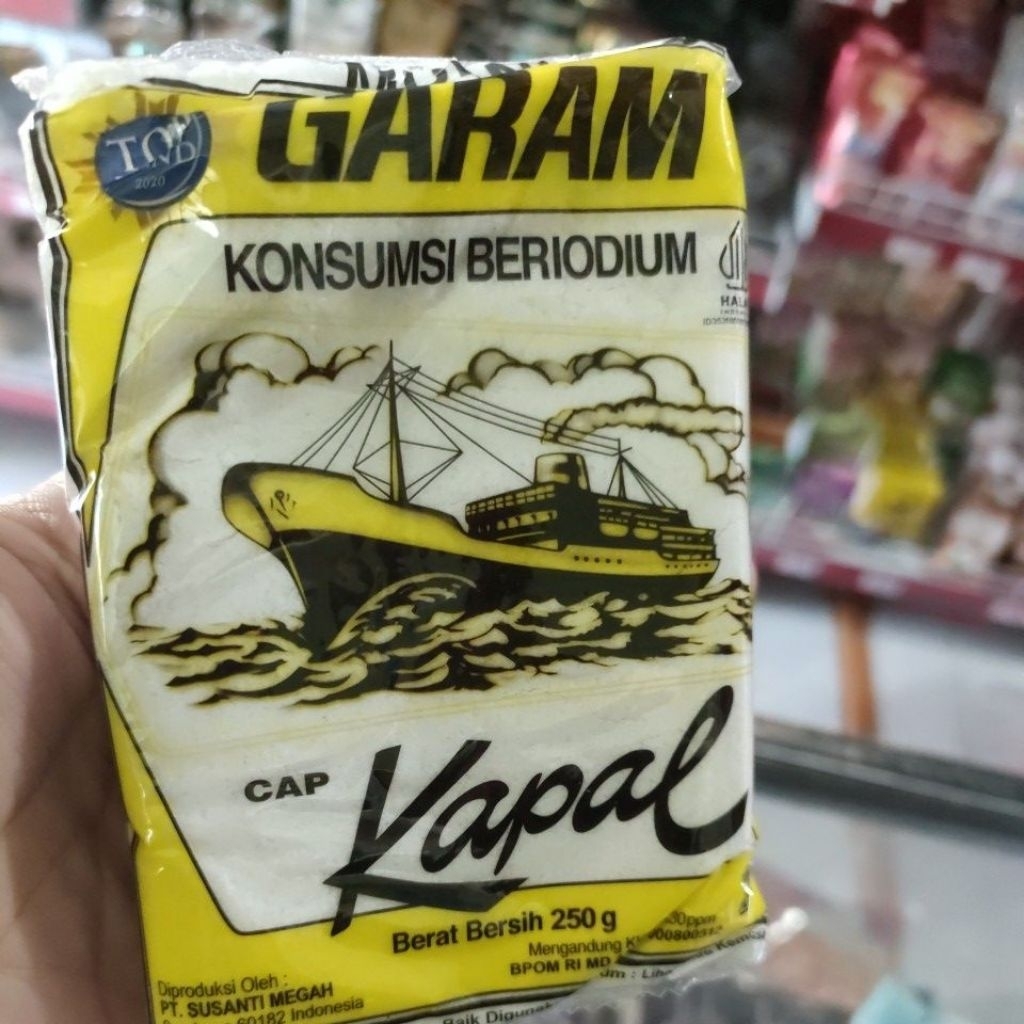 GARAM
TOP
2020
KONSUMSI BERIODIUM
CAP
Kapal
Berat Bersih 250 g
Mengandung
BPOM RI MD
Diproduksi Oleh :
PT. SUSANTI MEGAH
60182 Indonesia